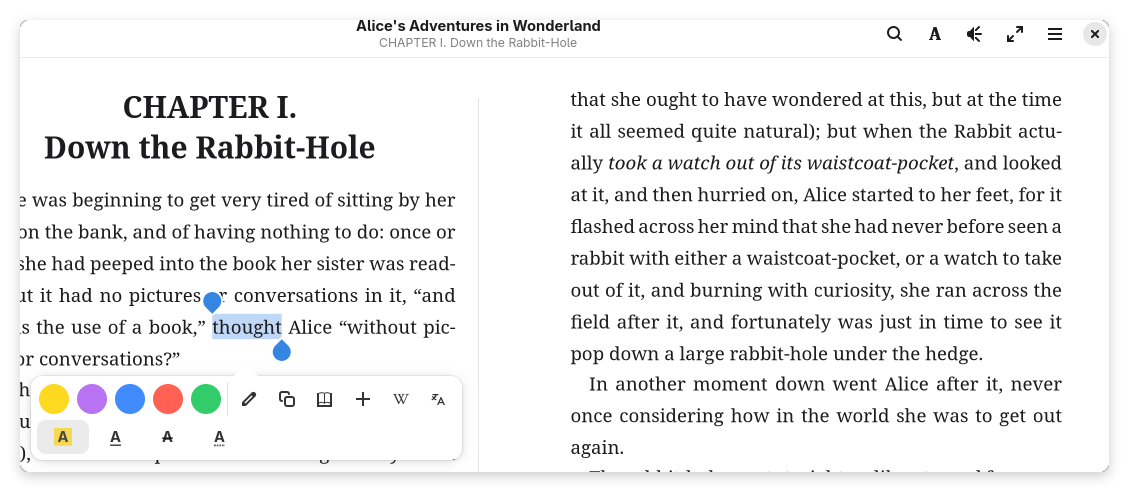 Alice's Adventures in Wonderland
CHAPTER I. Down the Rabbit-Hole
CHAPTER I.
Down the Rabbit-Hole
e was beginning to get very tired of sitting by her
on the bank, and of having nothing to do: once or
she had peeped into the book her sister was read-
ut it had no pictures or conversations in it, “and
is the use of a book,” thought Alice “without pic-
or conversations?”
A A A A
that she ought to have wondered at this, but at the time
it all seemed quite natural); but when the Rabbit actu-
ally took a watch out of its waistcoat-pocket, and looked
at it, and then hurried on, Alice started to her feet, for it
flashed across her mind that she had never before seen a
rabbit with either a waistcoat-pocket, or a watch to take
out of it, and burning with curiosity, she ran across the
field after it, and fortunately was just in time to see it
pop down a large rabbit-hole under the hedge.
In another moment down went Alice after it, never
once considering how in the world she was to get out
again.